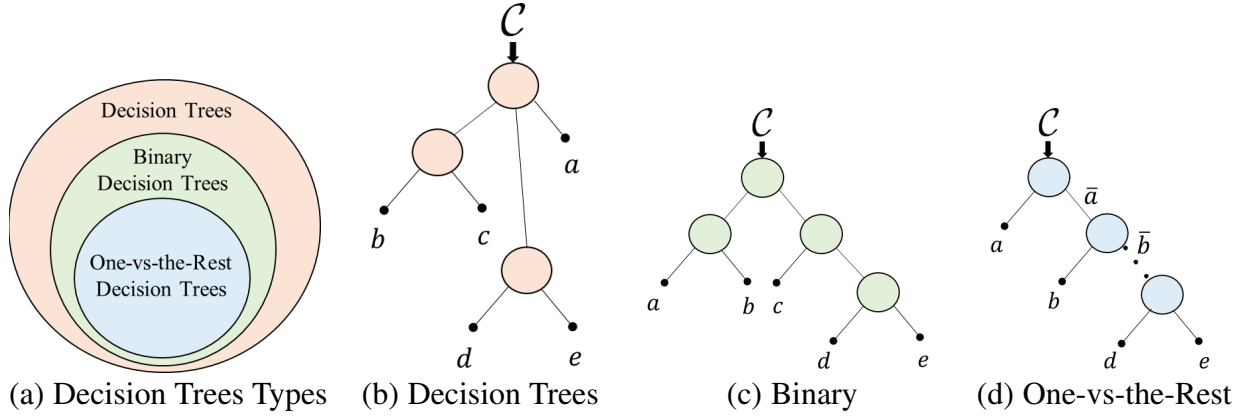 Decision Trees
Binary
Decision Trees
One-vs-the-Rest
Decision Trees
(a) Decision Trees Types
𝒞
a
b
c
d
e
(b) Decision Trees
𝒞
a
b
c
d
e
(c) Binary
𝒞
ā
a
b̄
b
d
e
(d) One-vs-the-Rest